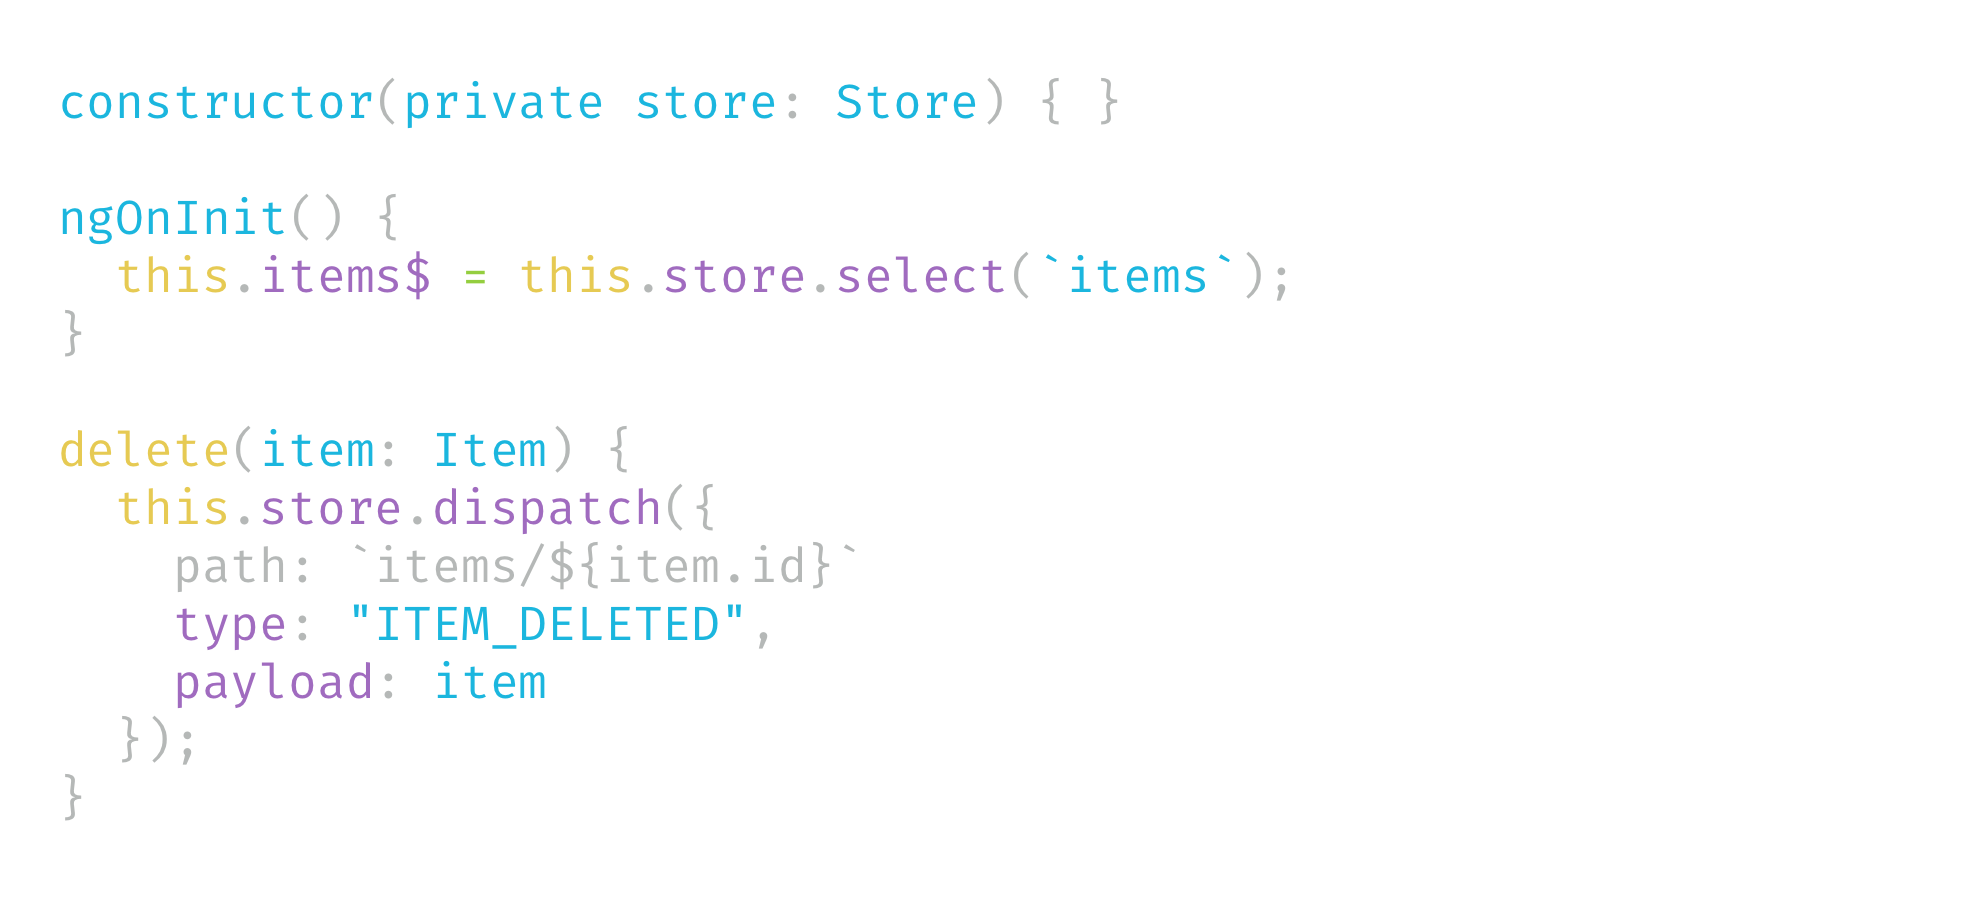 constructor(private store: Store) { }
ngOnInit() {
  this.items$ = this.store.select(`items`);
}
delete(item: Item) {
  this.store.dispatch({
    path: `items/${item.id}`
    type: "ITEM_DELETED",
    payload: item
  });
}